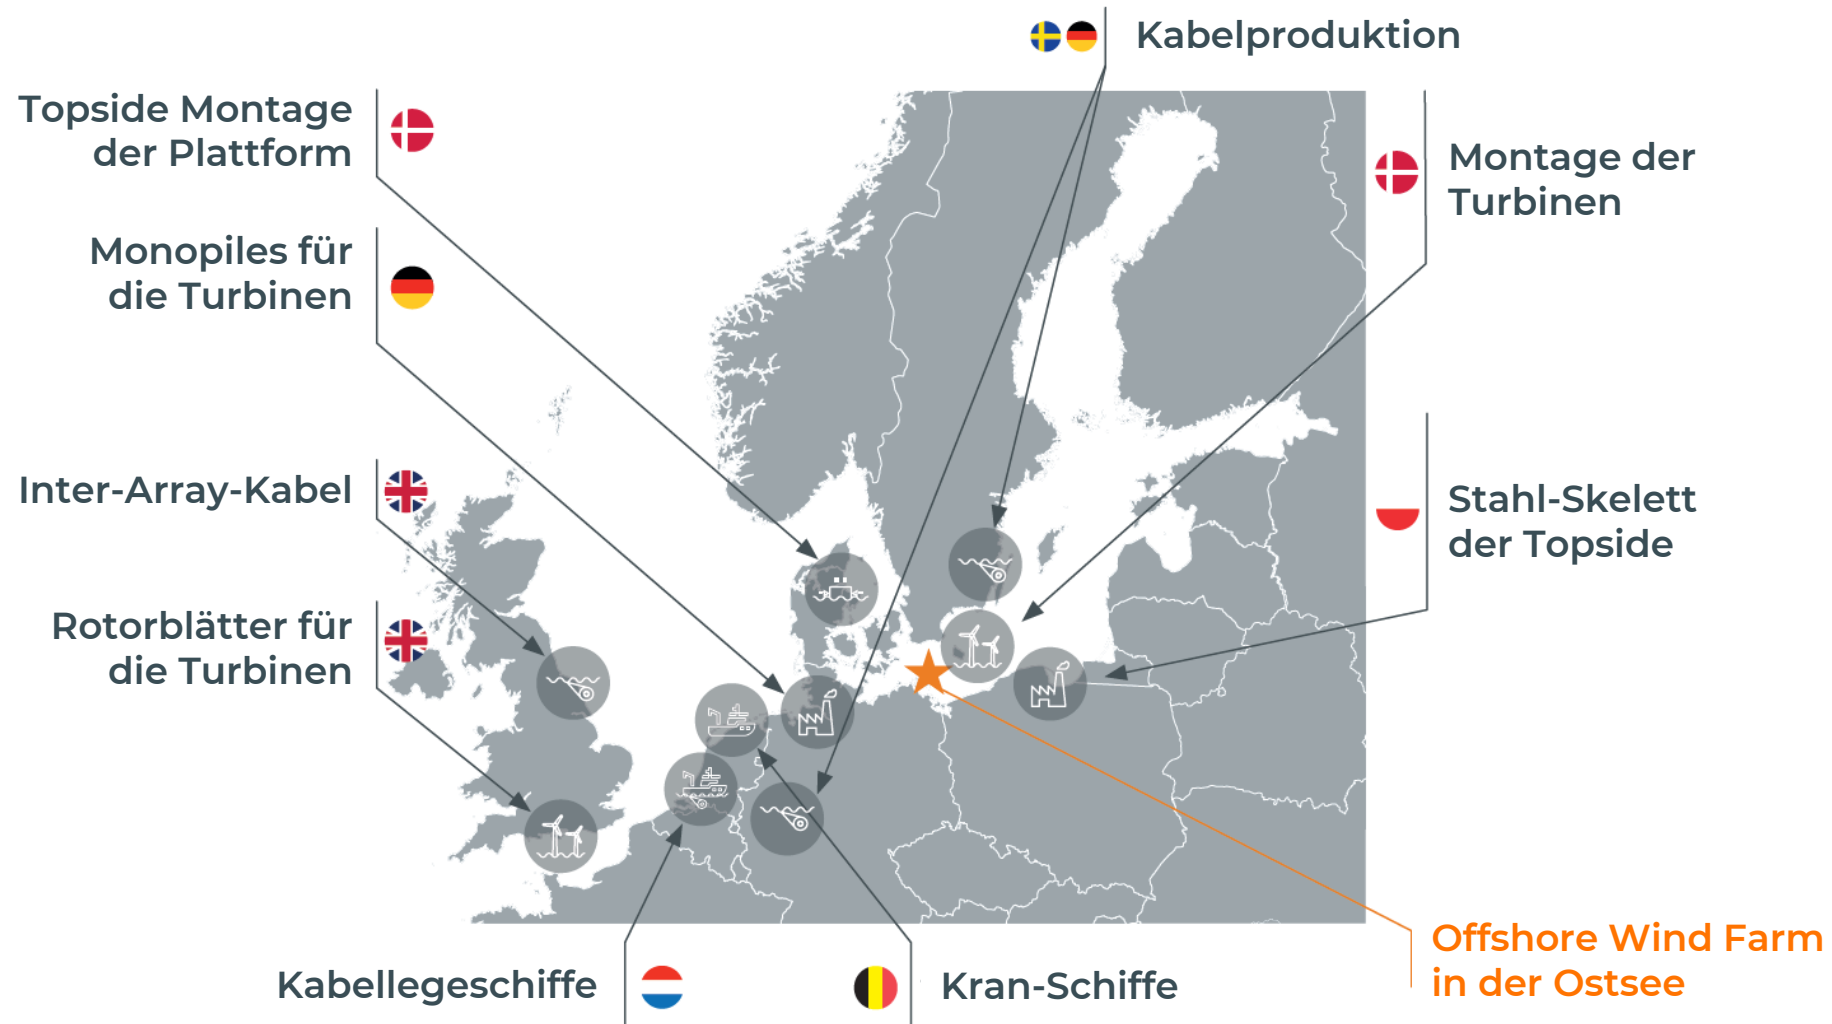 Kabelproduktion
Topside Montage
der Plattform
Montage der
Turbinen
Monopiles für
die Turbinen
Inter-Array-Kabel
Stahl-Skelett
der Topside
Rotorblätter für
die Turbinen
Offshore Wind Farm
in der Ostsee
Kabellegeschiffe
Kran-Schiffe